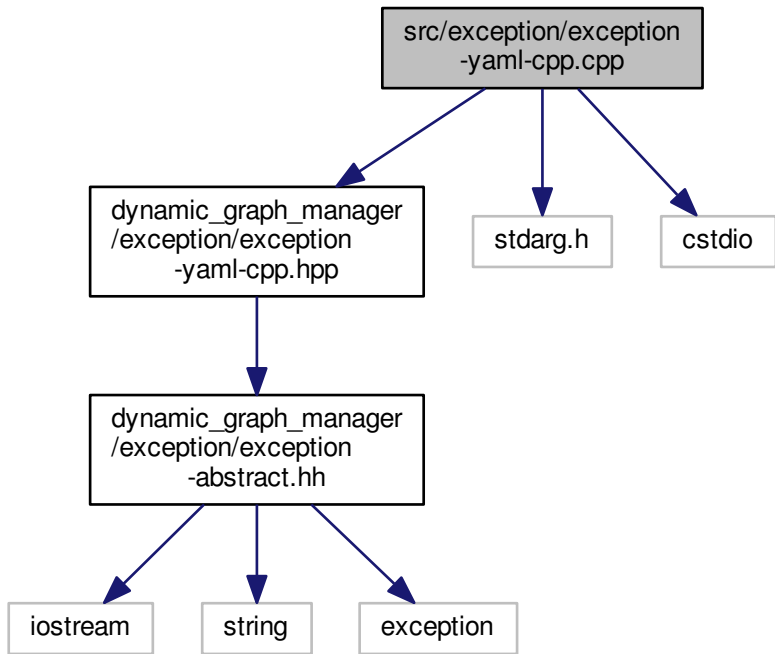 src/exception/exception
-yaml-cpp.cpp
dynamic_graph_manager
/exception/exception
-yaml-cpp.hpp
stdarg.h
cstdio
dynamic_graph_manager
/exception/exception
-abstract.hh
iostream
string
exception